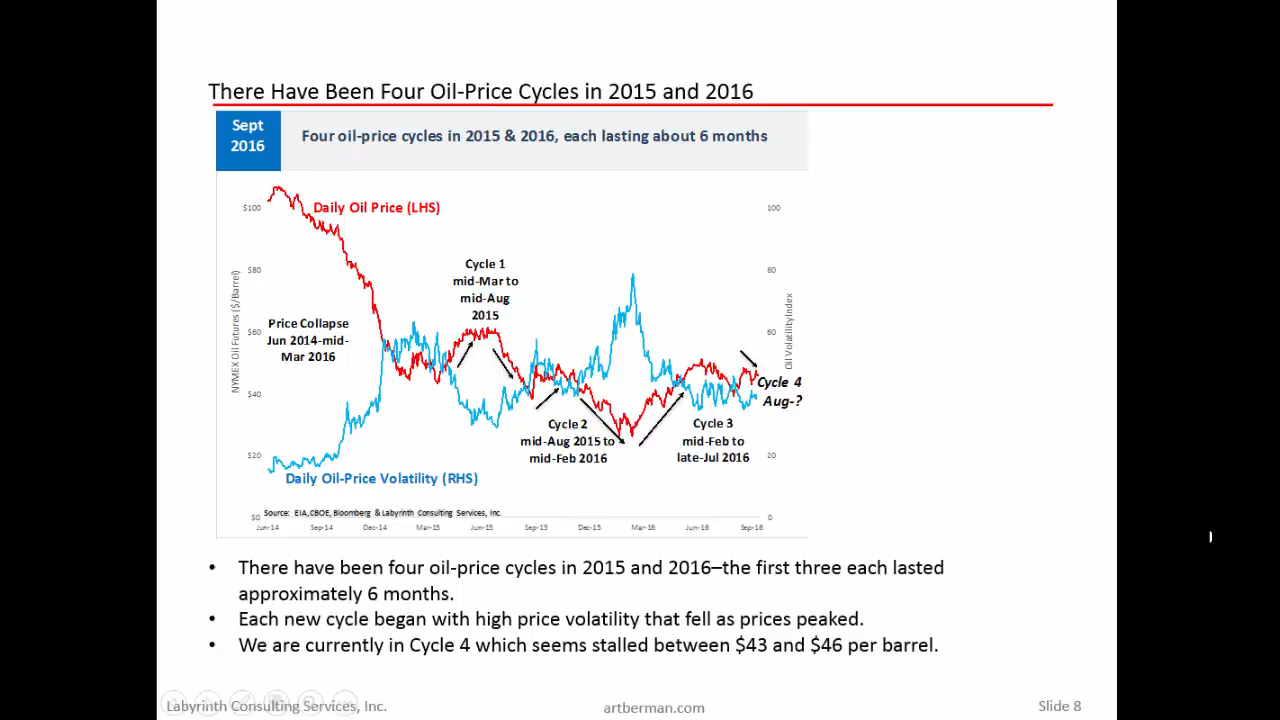 There Have Been Four Oil-Price Cycles in 2015 and 2016
Sept
2016
Four oil-price cycles in 2015 & 2016, each lasting about 6 months
$100
$80
$60
$40
$20
$0
NYMEX Oil Futures ($/Barrel)
Daily Oil Price (LHS)
Price Collapse
Jun 2014-mid-
Mar 2016
Cycle 1
mid-Mar to
mid-Aug
2015
Cycle 2
mid-Aug 2015 to
mid-Feb 2016
Cycle 3
mid-Feb to
late-Jul 2016
Cycle 4
Aug-?
Daily Oil-Price Volatility (RHS)
100
80
60
40
20
0
Oil Volatility Index
Source: EIA,CBOE, Bloomberg & Labyrinth Consulting Services, Inc.
Jun-14
Sep-14
Dec-14
Mar-15
Jun-15
Sep-15
Dec-15
Mar-16
Jun-16
Sep-16
• There have been four oil-price cycles in 2015 and 2016–the first three each lasted
approximately 6 months.
• Each new cycle began with high price volatility that fell as prices peaked.
• We are currently in Cycle 4 which seems stalled between $43 and $46 per barrel.
Labyrinth Consulting Services, Inc.
artberman.com
Slide 8